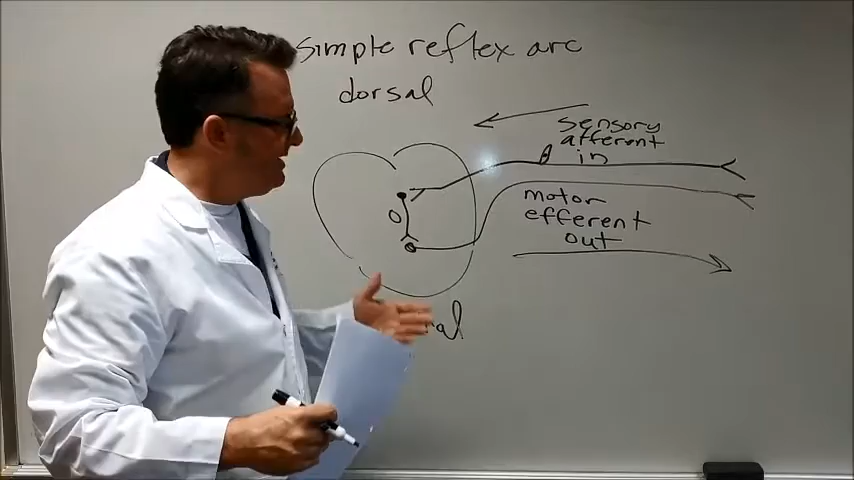 simple reflex arc
dorsal
sensory
afferent
in
motor
efferent
out